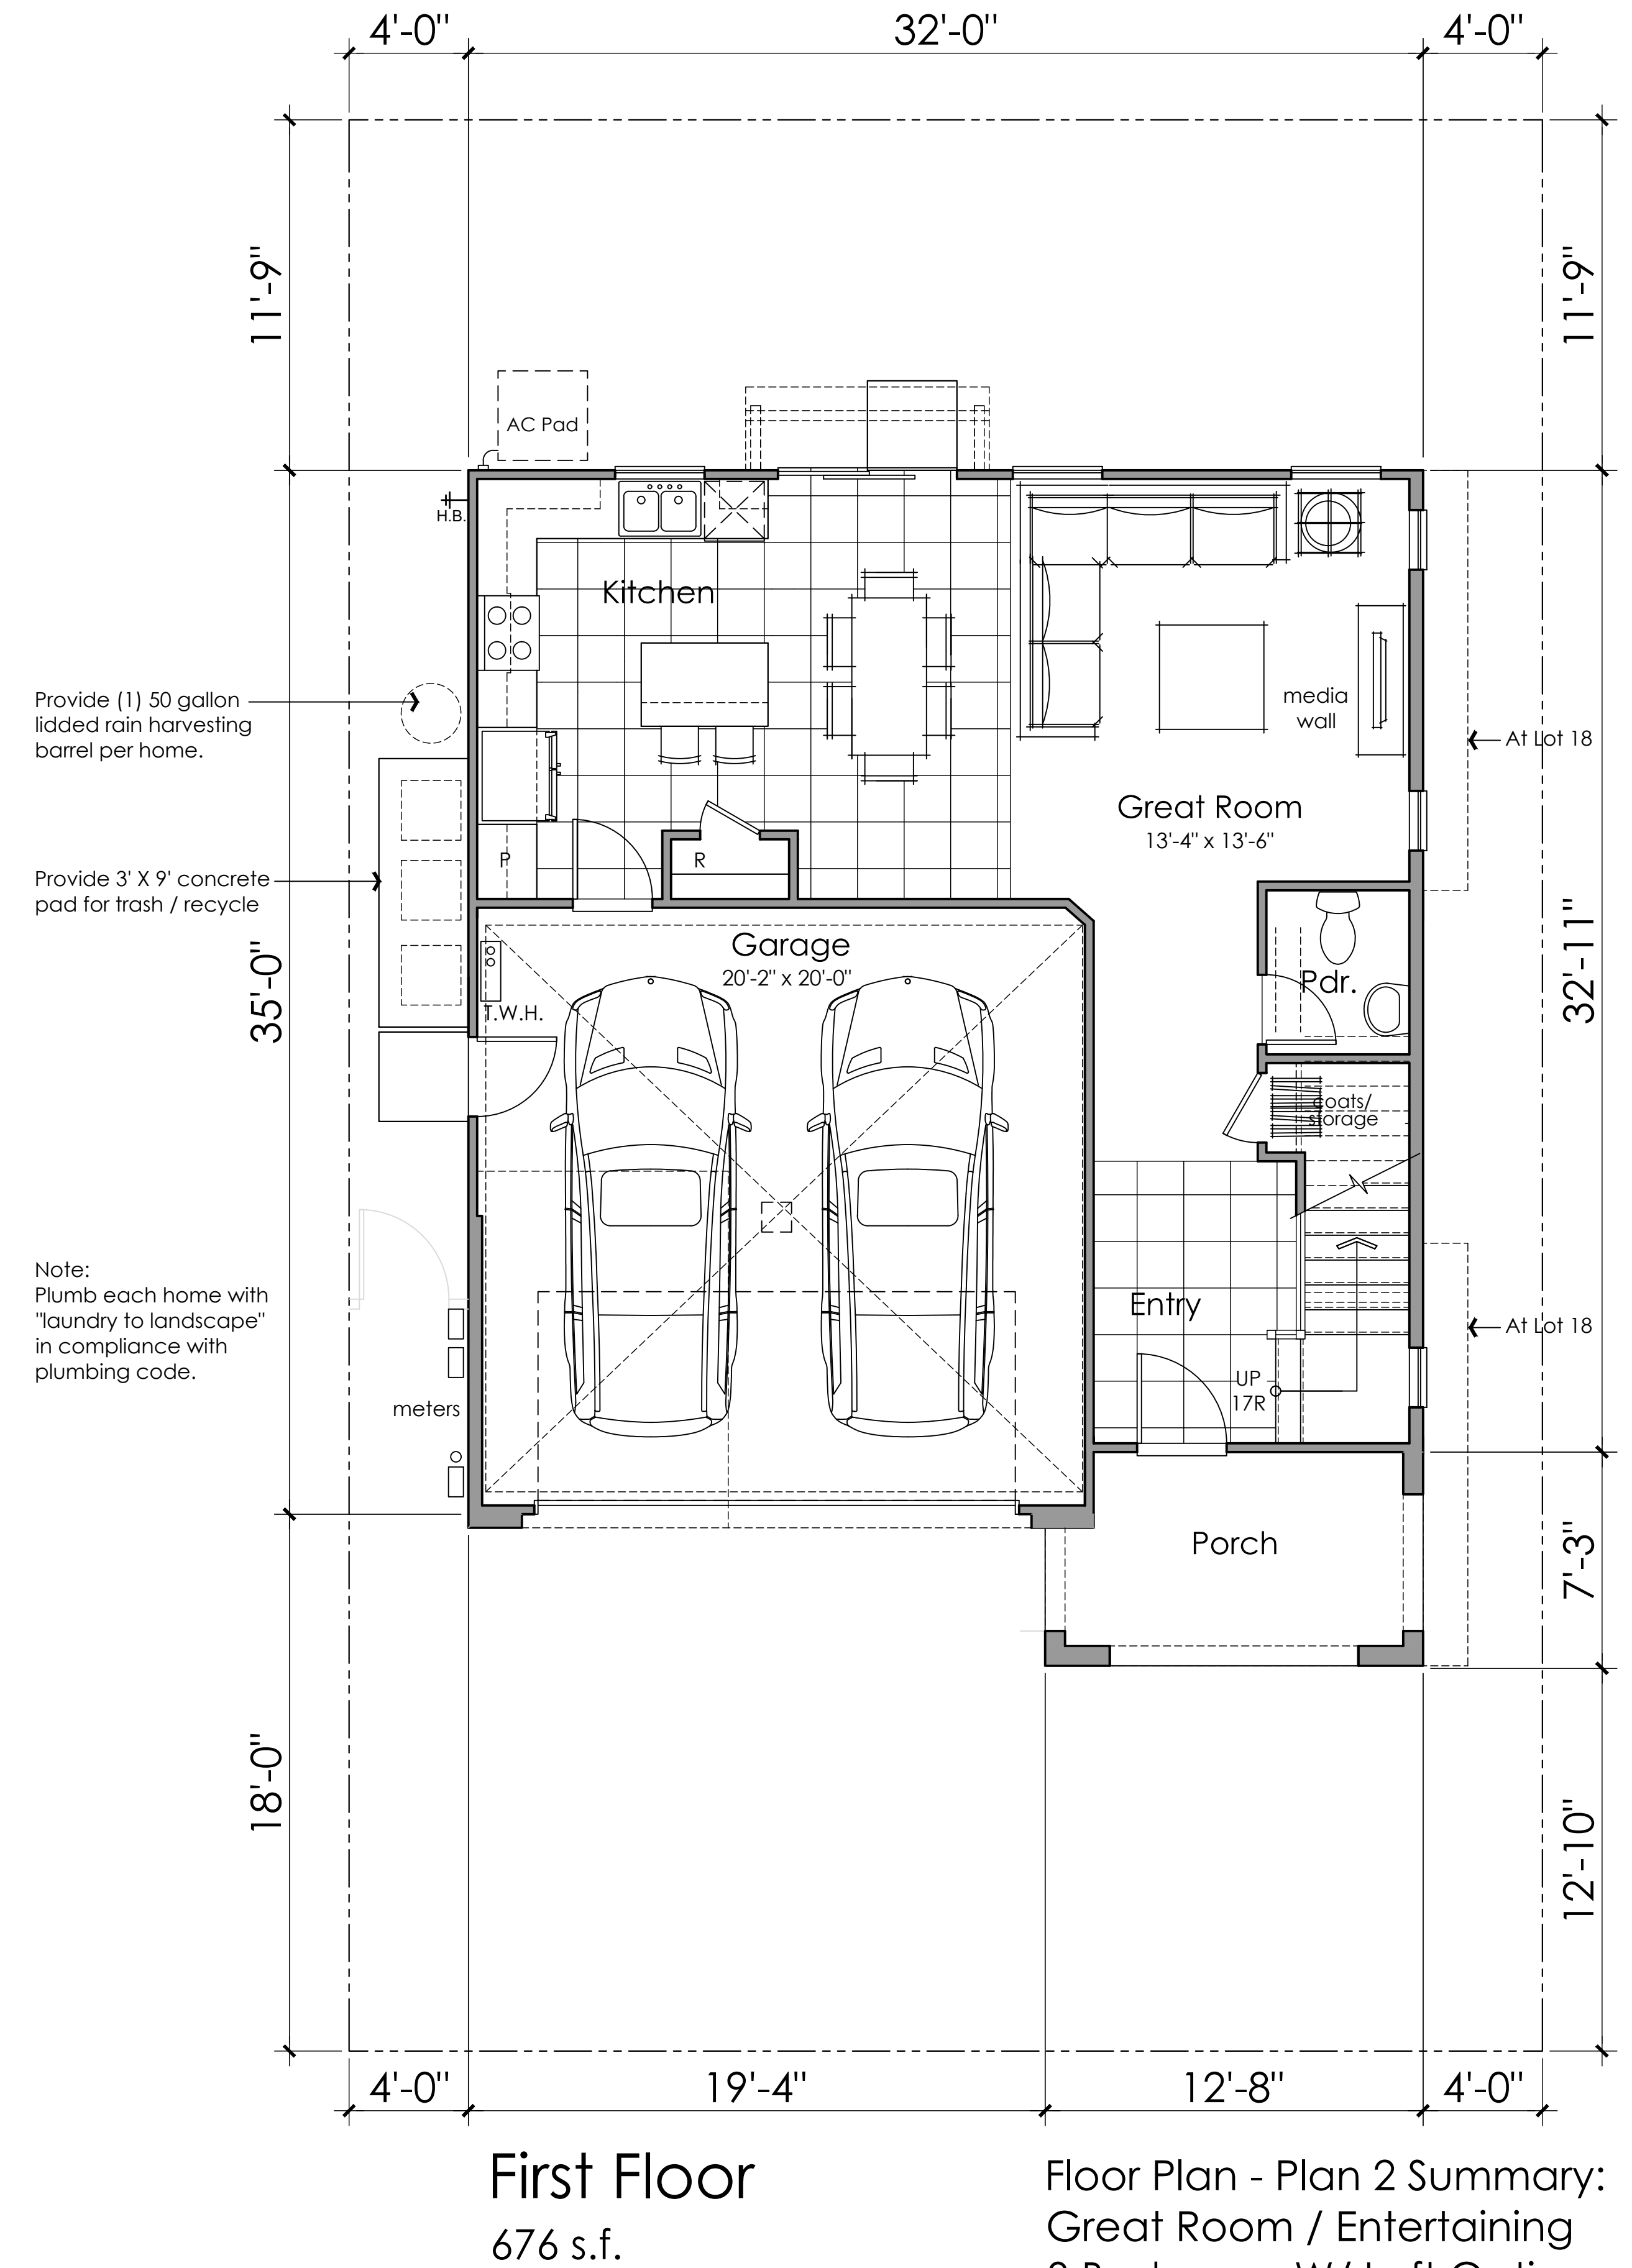 4'-0"
32'-0"
4'-0"
11'-9"
11'-9"
AC Pad
H.B.
Kitchen
Provide (1) 50 gallon
lidded rain harvesting
barrel per home.
media
wall
At Lot 18
Great Room
13'-4" x 13'-6"
P
R
Provide 3' X 9' concrete
pad for trash / recycle
35'-0"
32'-11"
Garage
20'-2" x 20'-0"
Pdr.
T.W.H.
coats/
storage
Note:
Plumb each home with
"laundry to landscape"
in compliance with
plumbing code.
Entry
At Lot 18
UP
17R
meters
Porch
7'-3"
18'-0"
12'-10"
4'-0"
19'-4"
12'-8"
4'-0"
First Floor
676 s.f.
Floor Plan - Plan 2 Summary:
Great Room / Entertaining